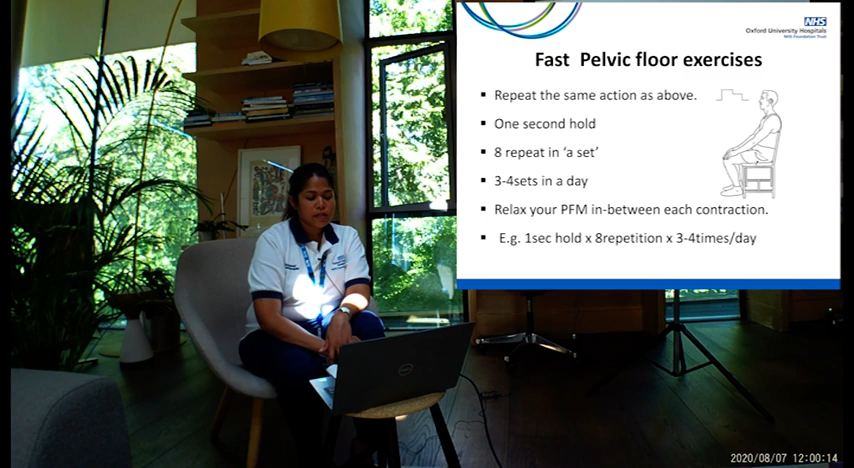 NHS
Oxford University Hospitals
NHS Foundation Trust
Fast Pelvic floor exercises
▪ Repeat the same action as above.
▪ One second hold
▪ 8 repeat in ‘a set’
▪ 3-4sets in a day
▪ Relax your PFM in-between each contraction.
▪ E.g. 1sec hold x 8repetition x 3-4times/day
DELL
2020/08/07 12:00:14